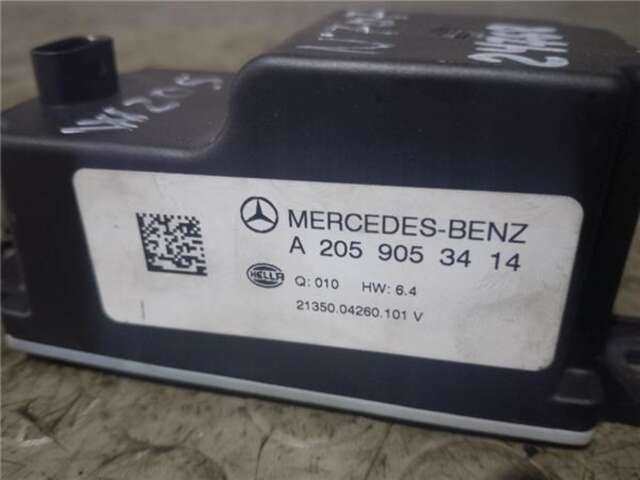 MERCEDES-BENZ
A 205 905 34 14
HELLA Q: 010 HW: 6.4
21350.04260.101 V